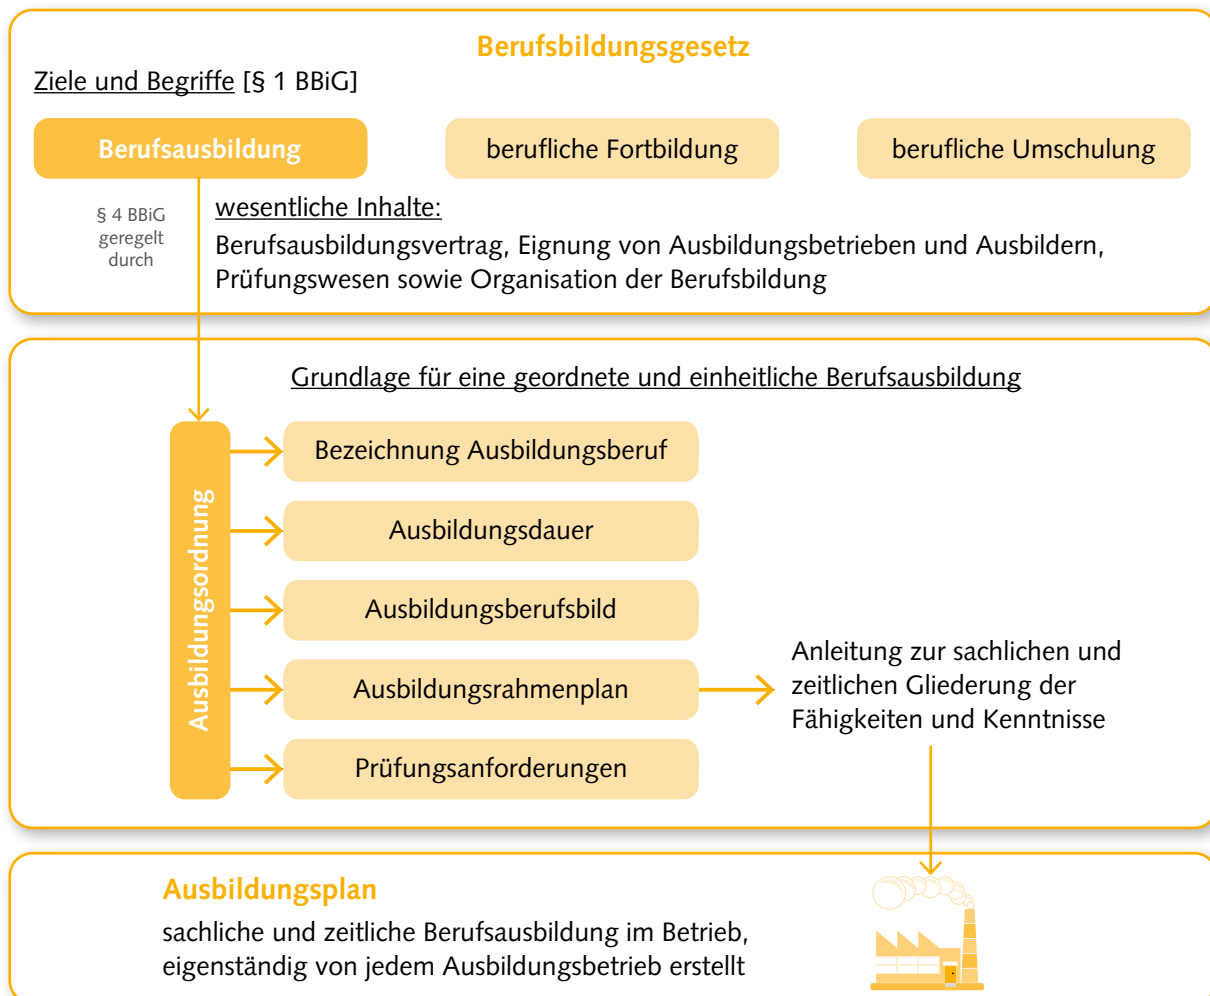 Berufsbildungsgesetz
Ziele und Begriffe [§ 1 BBiG]
Berufsausbildung
berufliche Fortbildung
berufliche Umschulung
§ 4 BBiG
geregelt
durch
wesentliche Inhalte:
Berufsausbildungsvertrag, Eignung von Ausbildungsbetrieben und Ausbildern,
Prüfungswesen sowie Organisation der Berufsbildung
Grundlage für eine geordnete und einheitliche Berufsausbildung
Ausbildungsordnung
Bezeichnung Ausbildungsberuf
Ausbildungsdauer
Ausbildungsberufsbild
Ausbildungsrahmenplan
Prüfungsanforderungen
Anleitung zur sachlichen und
zeitlichen Gliederung der
Fähigkeiten und Kenntnisse
Ausbildungsplan
sachliche und zeitliche Berufsausbildung im Betrieb,
eigenständig von jedem Ausbildungsbetrieb erstellt